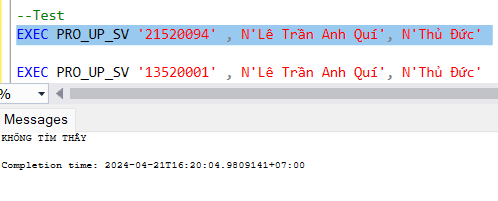 --Test
EXEC PRO_UP_SV '21520094' , N'Lê Trần Anh Quí', N'Thủ Đức'
EXEC PRO_UP_SV '13520001' , N'Lê Trần Anh Quí', N'Thủ Đức'
%
Messages
KHÔNG TÌM THẤY
Completion time: 2024-04-21T16:20:04.9809141+07:00